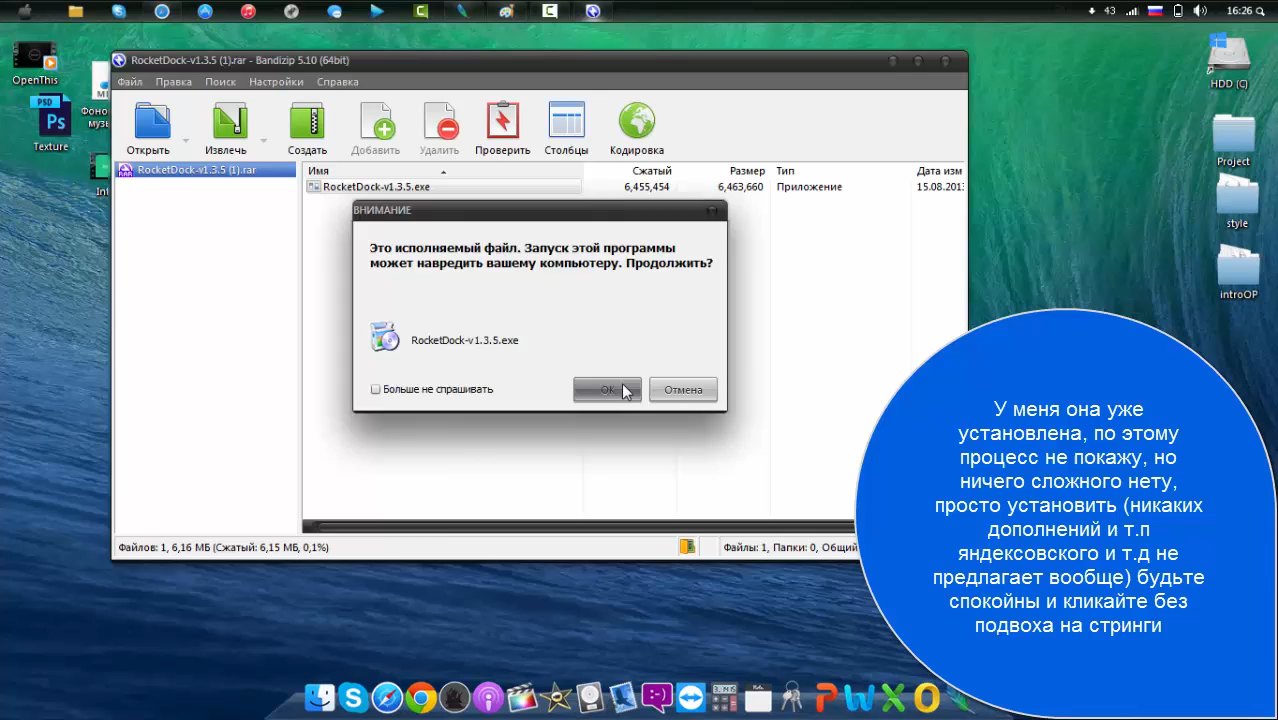 43
16:26
OpenThis
PSD
Ps
Texture
HDD (C)
Project
style
introOP
RocketDock-v1.3.5 (1).rar - Bandizip 5.10 (64bit)
Файл Правка Поиск Настройки Справка
Открыть Извлечь Создать Добавить Удалить Проверить Столбцы Кодировка
RocketDock-v1.3.5 (1).rar
Имя Сжатый Размер Тип Дата изм
RocketDock-v1.3.5.exe 6,455,454 6,463,660 Приложение 15.08.201
ВНИМАНИЕ
Это исполняемый файл. Запуск этой программы
может навредить вашему компьютеру. Продолжить?
RocketDock-v1.3.5.exe
Больше не спрашивать
ОК Отмена
Файлов: 1, 6,16 МБ (Сжатый: 6,15 МБ, 0,1%)
Файлы: 1, Папки: 0, Общий
У меня она уже
установлена, по этому
процесс не покажу, но
ничего сложного нету,
просто установить (никаких
дополнений и т.п
яндексовского и т.д не
предлагает вообще) будьте
спокойны и кликайте без
подвоха на стринги